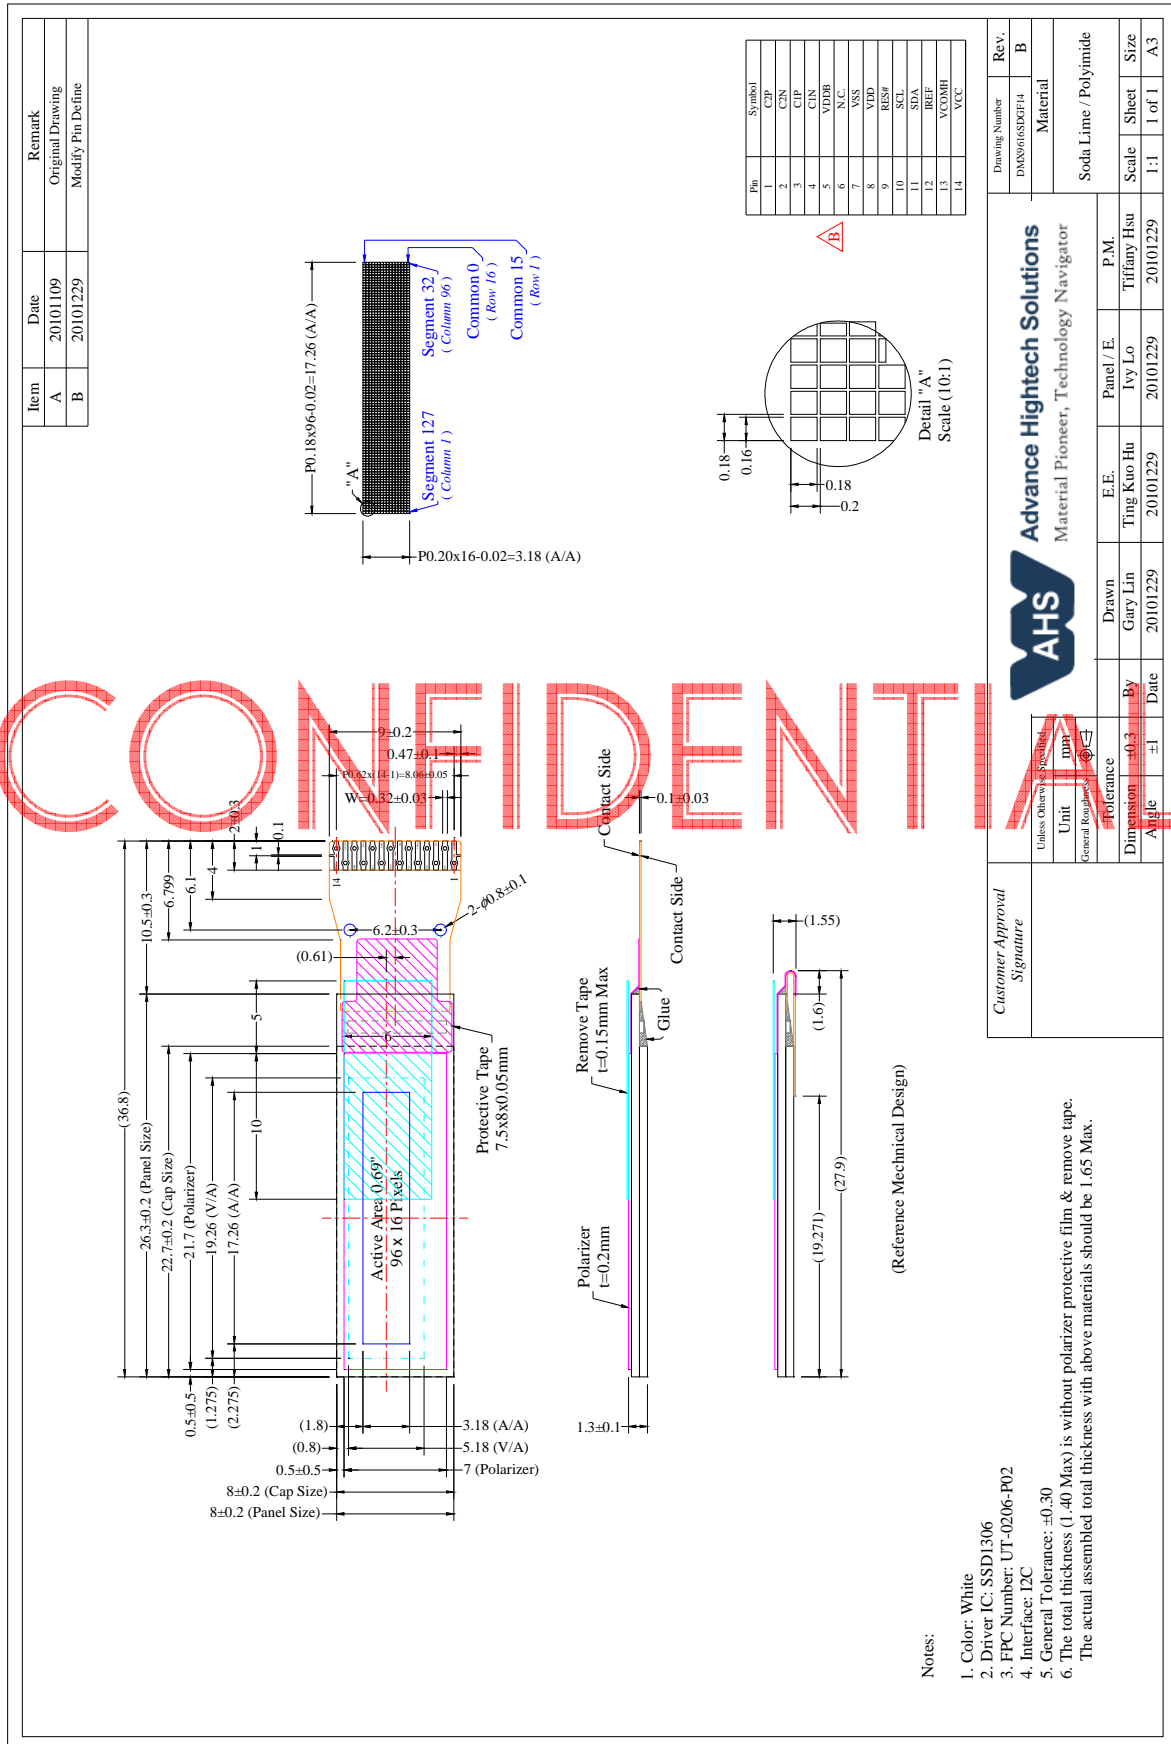 Item Date Remark
A 20101109 Original Drawing
B 20101229 Modify Pin Define
CONFIDENTIAL
(36.8)
26.3±0.2 (Panel Size)
10.5±0.3
22.7±0.2 (Cap Size)
6.799
21.7 (Polarizer)
6.1
19.26 (V/A)
4
17.26 (A/A)
10
5
6
2±0.3
1
0.1
0.5±0.5
(1.275)
(2.275)
(1.8)
(0.8)
0.5±0.5
8±0.2 (Cap Size)
8±0.2 (Panel Size)
3.18 (A/A)
5.18 (V/A)
7 (Polarizer)
Active Area 0.69"
96 x 16 Pixels
(0.61)
6.2±0.3
2-ϕ0.8±0.1
9±0.2
0.47±0.1
P0.62x(14-1)=8.06±0.05
W=0.32±0.03
14
1
Protective Tape
7.5x8x0.05mm
Polarizer
t=0.2mm
Remove Tape
t=0.15mm Max
Glue
Contact Side
Contact Side
0.1±0.03
1.3±0.1
(1.55)
(1.6)
(19.271)
(27.9)
(Reference Mechnical Design)
P0.18x96-0.02=17.26 (A/A)
"A"
P0.20x16-0.02=3.18 (A/A)
Segment 127
( Column 1 )
Segment 32
( Column 96 )
Common 0
( Row 16 )
Common 15
( Row 1 )
0.18
0.16
0.18
0.2
Detail "A"
Scale (10:1)
B
Pin Symbol
1 C2P
2 C2N
3 C1P
4 C1N
5 VDDB
6 N.C.
7 VSS
8 VDD
9 RES#
10 SCL
11 SDA
12 IREF
13 VCOMH
14 VCC
Notes:
1. Color: White
2. Driver IC: SSD1306
3. FPC Number: UT-0206-P02
4. Interface: I2C
5. General Tolerance: ±0.30
6. The total thickness (1.40 Max) is without polarizer protective film & remove tape.
The actual assembled total thickness with above materials should be 1.65 Max.
Customer Approval
Signature
Unless Otherwise Specified
Unit mm
General Roughness
Tolerance
Dimension ±0.3
Angle ±1
AHS
Advance Hightech Solutions
Material Pioneer, Technology Navigator
Drawn E.E. Panel / E. P.M.
By Gary Lin Ting Kuo Hu Ivy Lo Tiffany Hsu
Date 20101229 20101229 20101229 20101229
Drawing Number Rev.
DMX9616SDGF14 B
Material
Soda Lime / Polyimide
Scale Sheet Size
1:1 1 of 1 A3